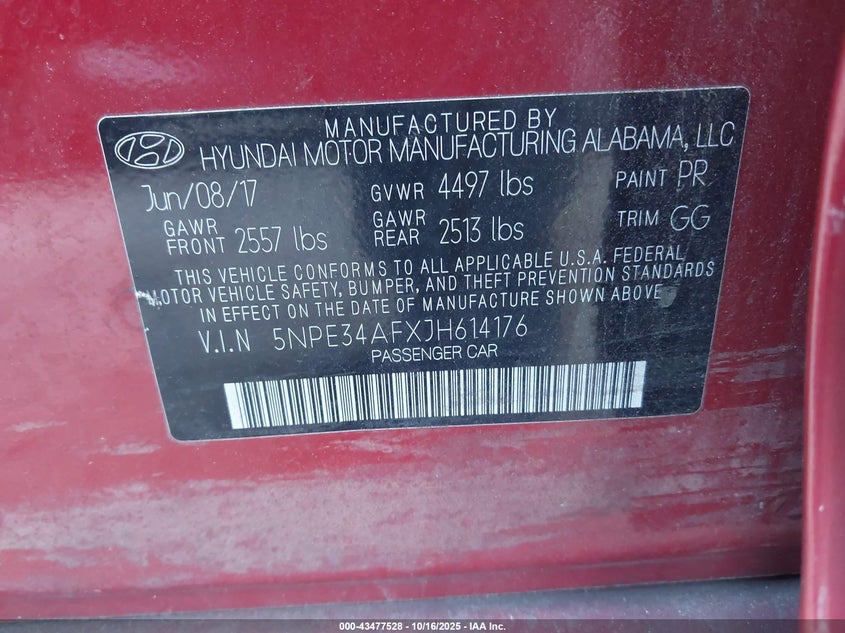 MANUFACTURED BY
HYUNDAI MOTOR MANUFACTURING ALABAMA, LLC
Jun/08/17 GVWR 4497 lbs PAINT PR
GAWR FRONT 2557 lbs GAWR REAR 2513 lbs TRIM GG
THIS VEHICLE CONFORMS TO ALL APPLICABLE U.S.A. FEDERAL
MOTOR VEHICLE SAFETY, BUMPER, AND THEFT PREVENTION STANDARDS
IN EFFECT ON THE DATE OF MANUFACTURE SHOWN ABOVE
V.I.N 5NPE34AFXJH614176
PASSENGER CAR
000-43477528 - 10/16/2025 - IAA Inc.